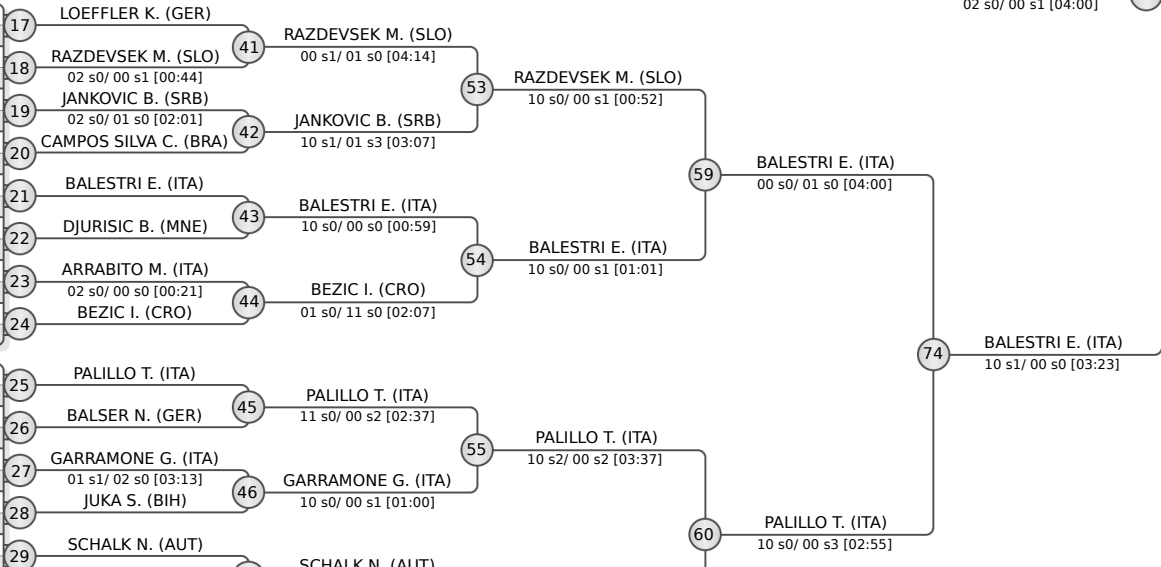 02 s0/ 00 s1 [04:00]
17
LOEFFLER K. (GER)
18
RAZDEVSEK M. (SLO)
02 s0/ 00 s1 [00:44]
41
RAZDEVSEK M. (SLO)
00 s1/ 01 s0 [04:14]
19
JANKOVIC B. (SRB)
02 s0/ 01 s0 [02:01]
20
CAMPOS SILVA C. (BRA)
42
JANKOVIC B. (SRB)
10 s1/ 01 s3 [03:07]
53
RAZDEVSEK M. (SLO)
10 s0/ 00 s1 [00:52]
21
BALESTRI E. (ITA)
22
DJURISIC B. (MNE)
43
BALESTRI E. (ITA)
10 s0/ 00 s0 [00:59]
23
ARRABITO M. (ITA)
02 s0/ 00 s0 [00:21]
24
BEZIC I. (CRO)
44
BEZIC I. (CRO)
01 s0/ 11 s0 [02:07]
54
BALESTRI E. (ITA)
10 s0/ 00 s1 [01:01]
59
BALESTRI E. (ITA)
00 s0/ 01 s0 [04:00]
25
PALILLO T. (ITA)
26
BALSER N. (GER)
45
PALILLO T. (ITA)
11 s0/ 00 s2 [02:37]
27
GARRAMONE G. (ITA)
01 s1/ 02 s0 [03:13]
28
JUKA S. (BIH)
46
GARRAMONE G. (ITA)
10 s0/ 00 s1 [01:00]
55
PALILLO T. (ITA)
10 s2/ 00 s2 [03:37]
29
SCHALK N. (AUT)
SCHALK N. (AUT)
60
PALILLO T. (ITA)
10 s0/ 00 s3 [02:55]
74
BALESTRI E. (ITA)
10 s1/ 00 s0 [03:23]